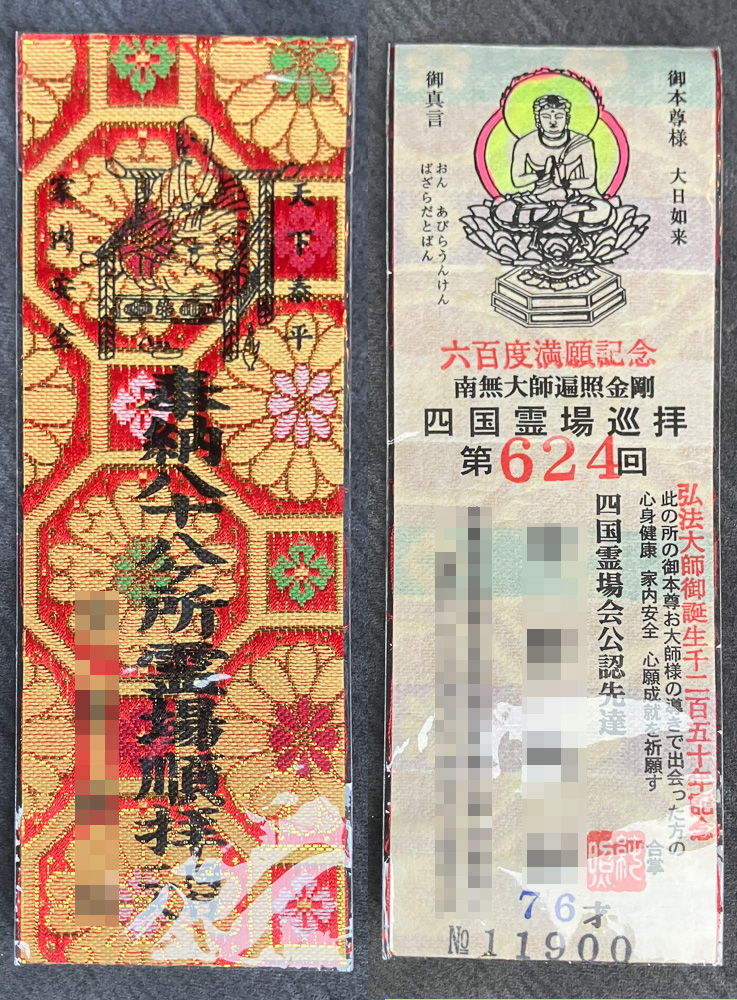 天下泰平
家内安全
奉納八十八ヶ所霊場順拝
御本尊様 大日如来
御真言
おん あびらうんけん
ばざらだとばん
六百度満願記念
南無大師遍照金剛
四国霊場巡拝
第624回
弘法大師御誕生千二百五十年記念
此の所の御本尊お大師様の導きで出会った方の
心身健康 家内安全 心願成就ご祈願す
合掌
四国霊場会公認先達
76才
№11900